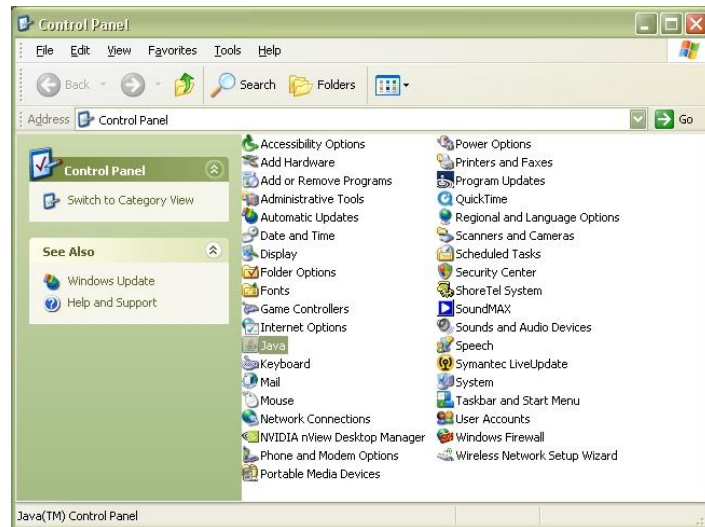 Control Panel
File Edit View Favorites Tools Help
Back Search Folders
Address Control Panel Go
Control Panel
Switch to Category View
See Also
Windows Update
Help and Support
Accessibility Options
Add Hardware
Add or Remove Programs
Administrative Tools
Automatic Updates
Date and Time
Display
Folder Options
Fonts
Game Controllers
Internet Options
Java
Keyboard
Mail
Mouse
Network Connections
NVIDIA nView Desktop Manager
Phone and Modem Options
Portable Media Devices
Power Options
Printers and Faxes
Program Updates
QuickTime
Regional and Language Options
Scanners and Cameras
Scheduled Tasks
Security Center
ShoreTel System
SoundMAX
Sounds and Audio Devices
Speech
Symantec LiveUpdate
System
Taskbar and Start Menu
User Accounts
Windows Firewall
Wireless Network Setup Wizard
Java(TM) Control Panel